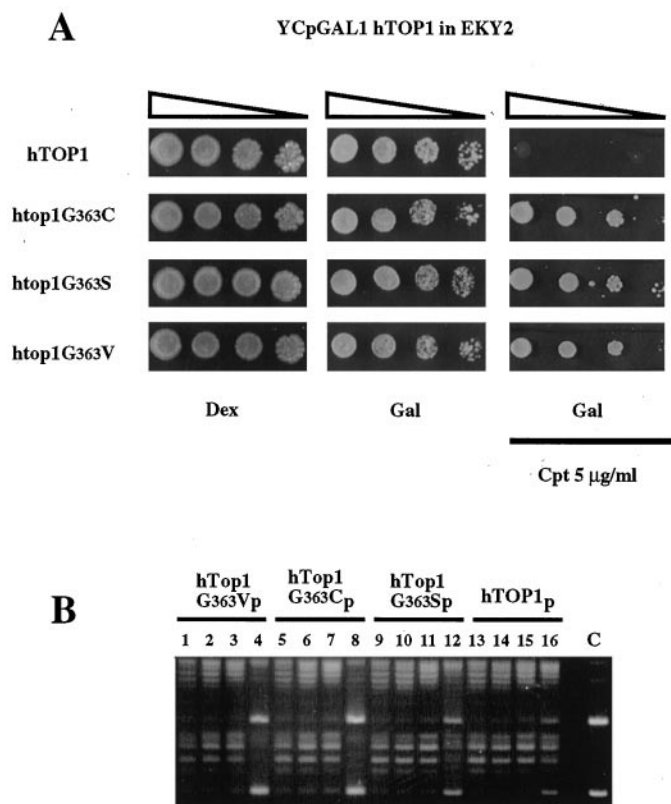 A
YCpGAL1 hTOP1 in EKY2
hTOP1
htop1G363C
htop1G363S
htop1G363V
Dex Gal Gal
Cpt 5 μg/ml
B
hTop1 G363Vp
hTop1 G363Cp
hTop1 G363Sp
hTOP1p
1 2 3 4 5 6 7 8 9 10 11 12 13 14 15 16 C